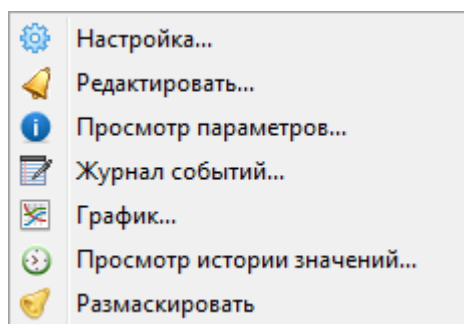 Настройка...
Редактировать...
Просмотр параметров...
Журнал событий...
График...
Просмотр истории значений...
Размаскировать